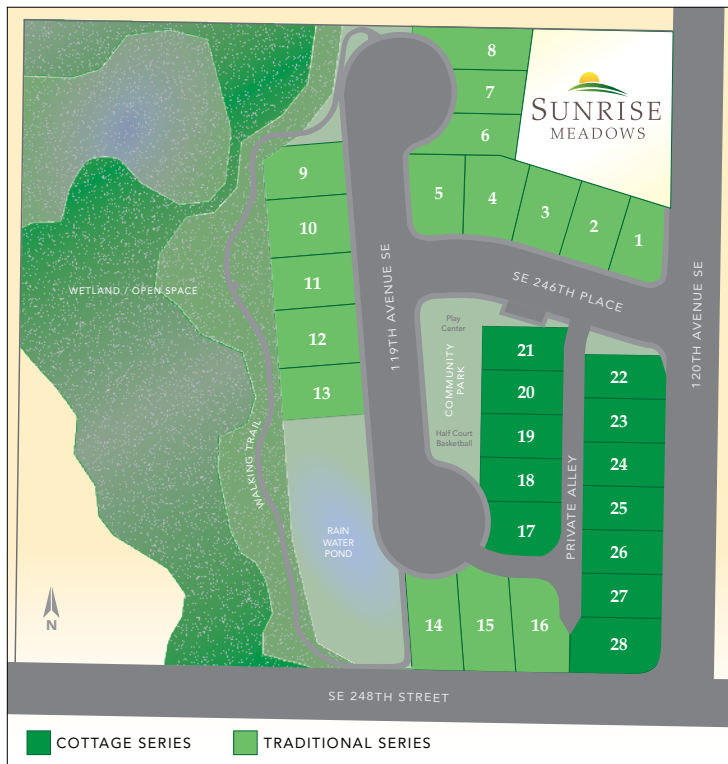 8
7
6
SUNRISE
MEADOWS
9
5
4
3
2
1
10
11
12
13
119TH AVENUE SE
SE 246TH PLACE
120TH AVENUE SE
WETLAND / OPEN SPACE
WALKING TRAIL
Play
Center
COMMUNITY
PARK
Half Court
Basketball
21
20
19
18
17
PRIVATE ALLEY
22
23
24
25
26
27
28
RAIN
WATER
POND
14
15
16
N
SE 248TH STREET
COTTAGE SERIES
TRADITIONAL SERIES